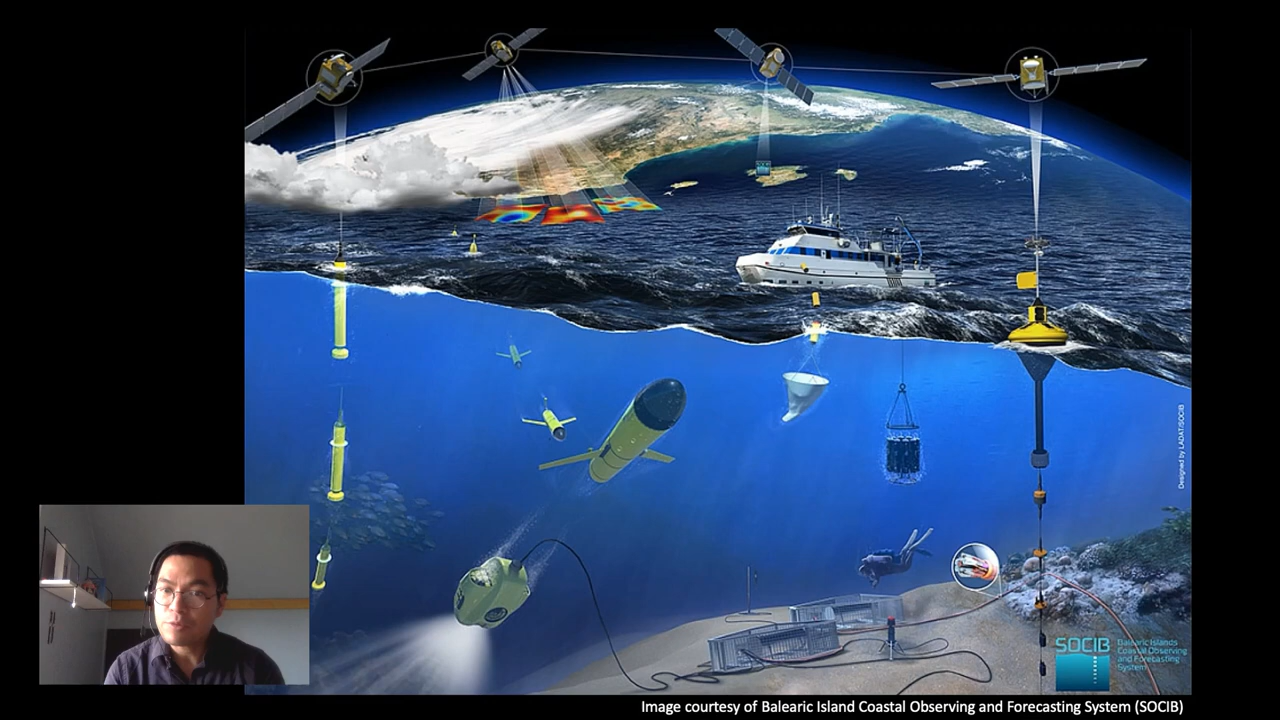 Designed by LADAT/SOCIB
SOCIB
Balearic Islands
Coastal Observing
and Forecasting
System
Image courtesy of Balearic Island Coastal Observing and Forecasting System (SOCIB)